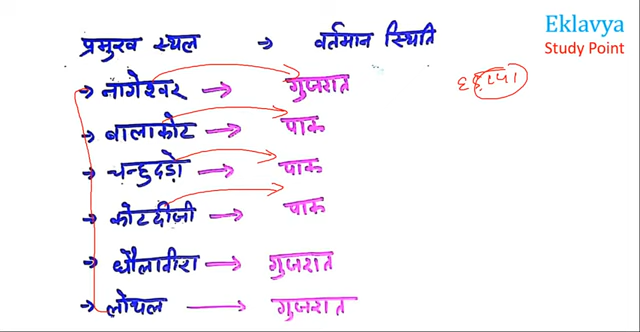 Eklavya
Study Point
प्रमुख स्थल → वर्तमान स्थिति
→ नागेश्वर → गुजरात
→ बालाकोट → पाक
→ चन्हुदड़ो → पाक
→ कोटदीजी → पाक
→ धौलावीरा → गुजरात
→ लोथल → गुजरात